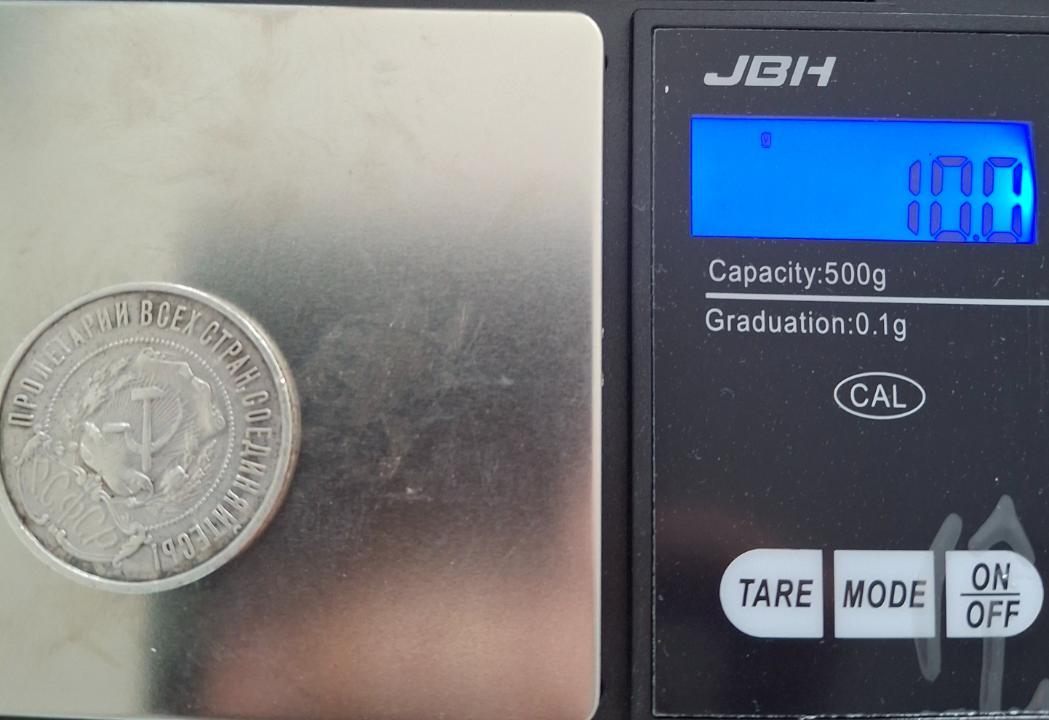 ПРОЛЕТАРИИ ВСЕХ СТРАН, СОЕДИНЯЙТЕСЬ!
РСФСР
JBH
g
10.0
Capacity:500g
Graduation:0.1g
CAL
TARE
MODE
ON
OFF